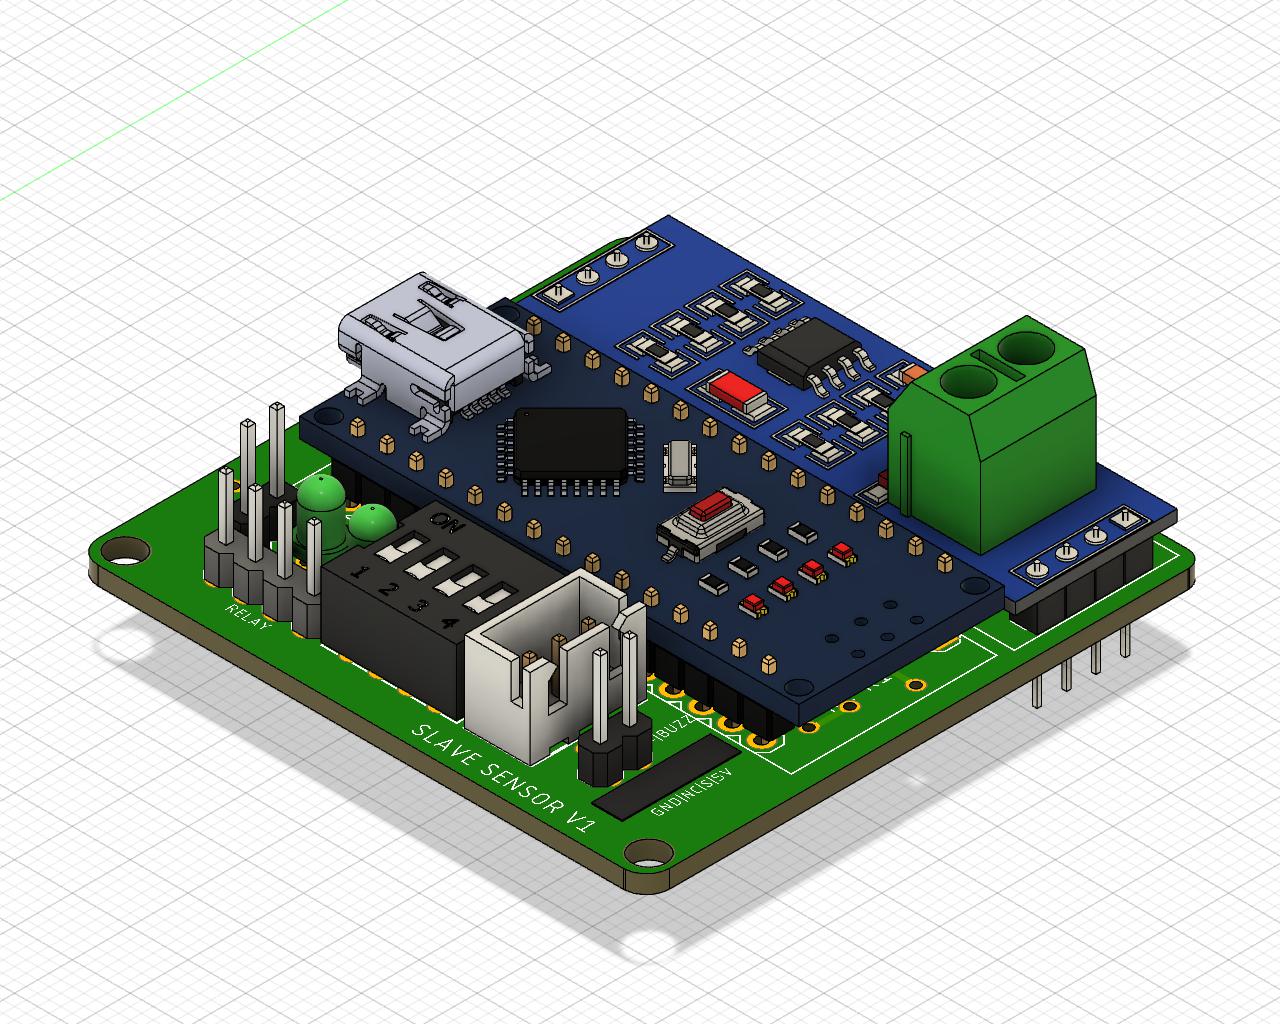 ON
1 2 3 4
RELAY
SLAVE SENSOR V1
|BUZZ
GND|NC|S|5V